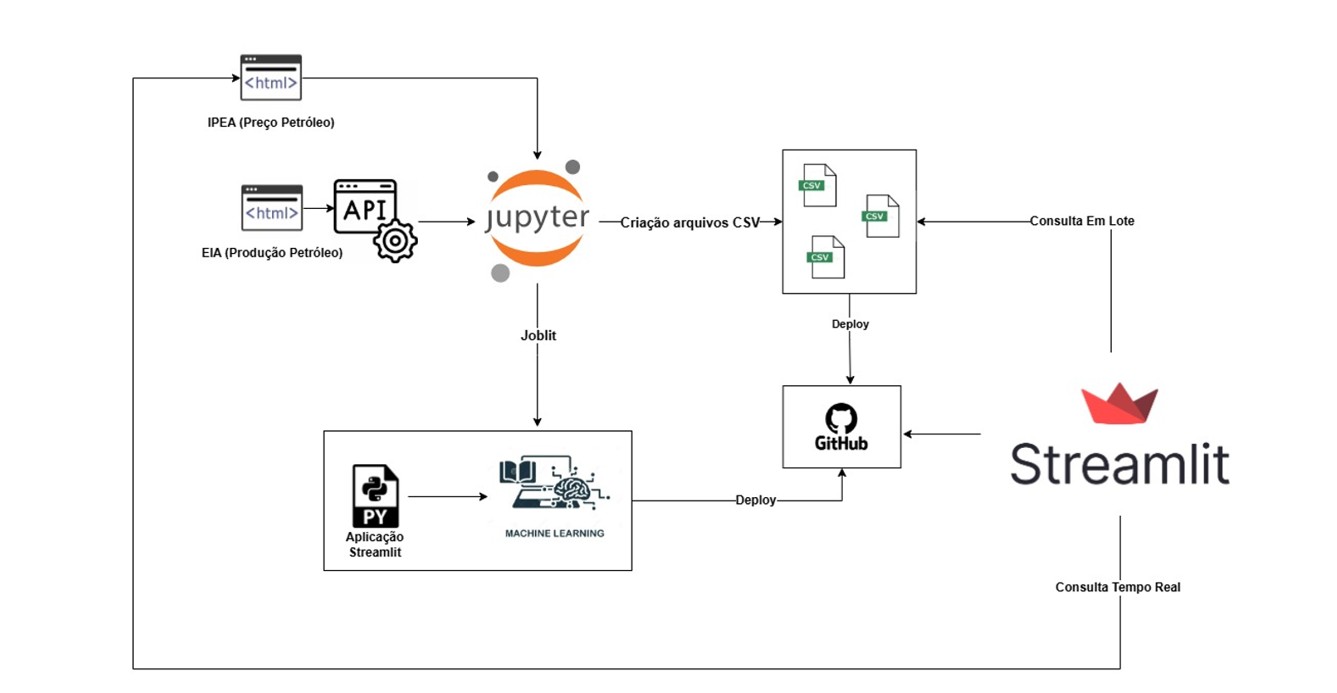 <html>
IPEA (Preço Petróleo)
<html>
API
EIA (Produção Petróleo)
jupyter
Criação arquivos CSV
CSV
CSV
CSV
Consulta Em Lote
Deploy
Joblit
GitHub
Streamlit
PY
Aplicação
Streamlit
MACHINE LEARNING
Deploy
Consulta Tempo Real